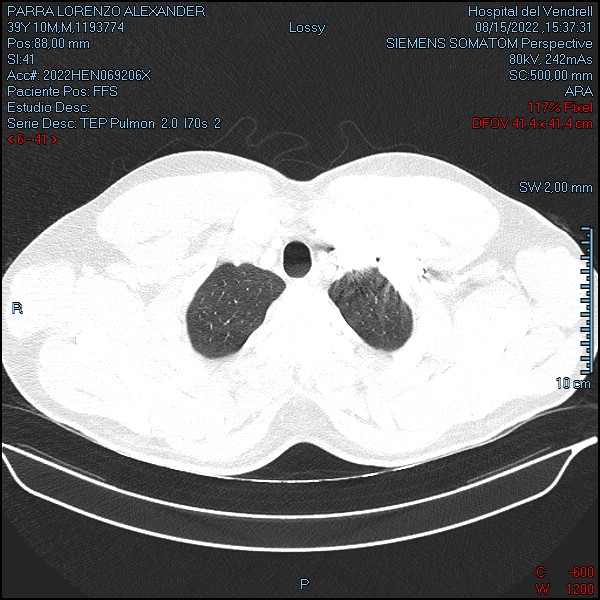 PARRA LORENZO ALEXANDER
39Y 10M,M,1193774
Pos:88,00 mm
SI:41
Acc#: 2022HEN069206X
Paciente Pos: FFS
Estudio Desc:
Serie Desc: TEP Pulmon 2.0 I70s 2
< 6 - 41 >
Lossy
Hospital del Vendrell
08/15/2022 ,15:37:31
SIEMENS SOMATOM Perspective
80kV, 242mAs
SC:500,00 mm
ARA
117% Pixel
DFOV 41,4x 41,4 cm
SW 2,00 mm
R
10 cm
P
C -600
W 1200